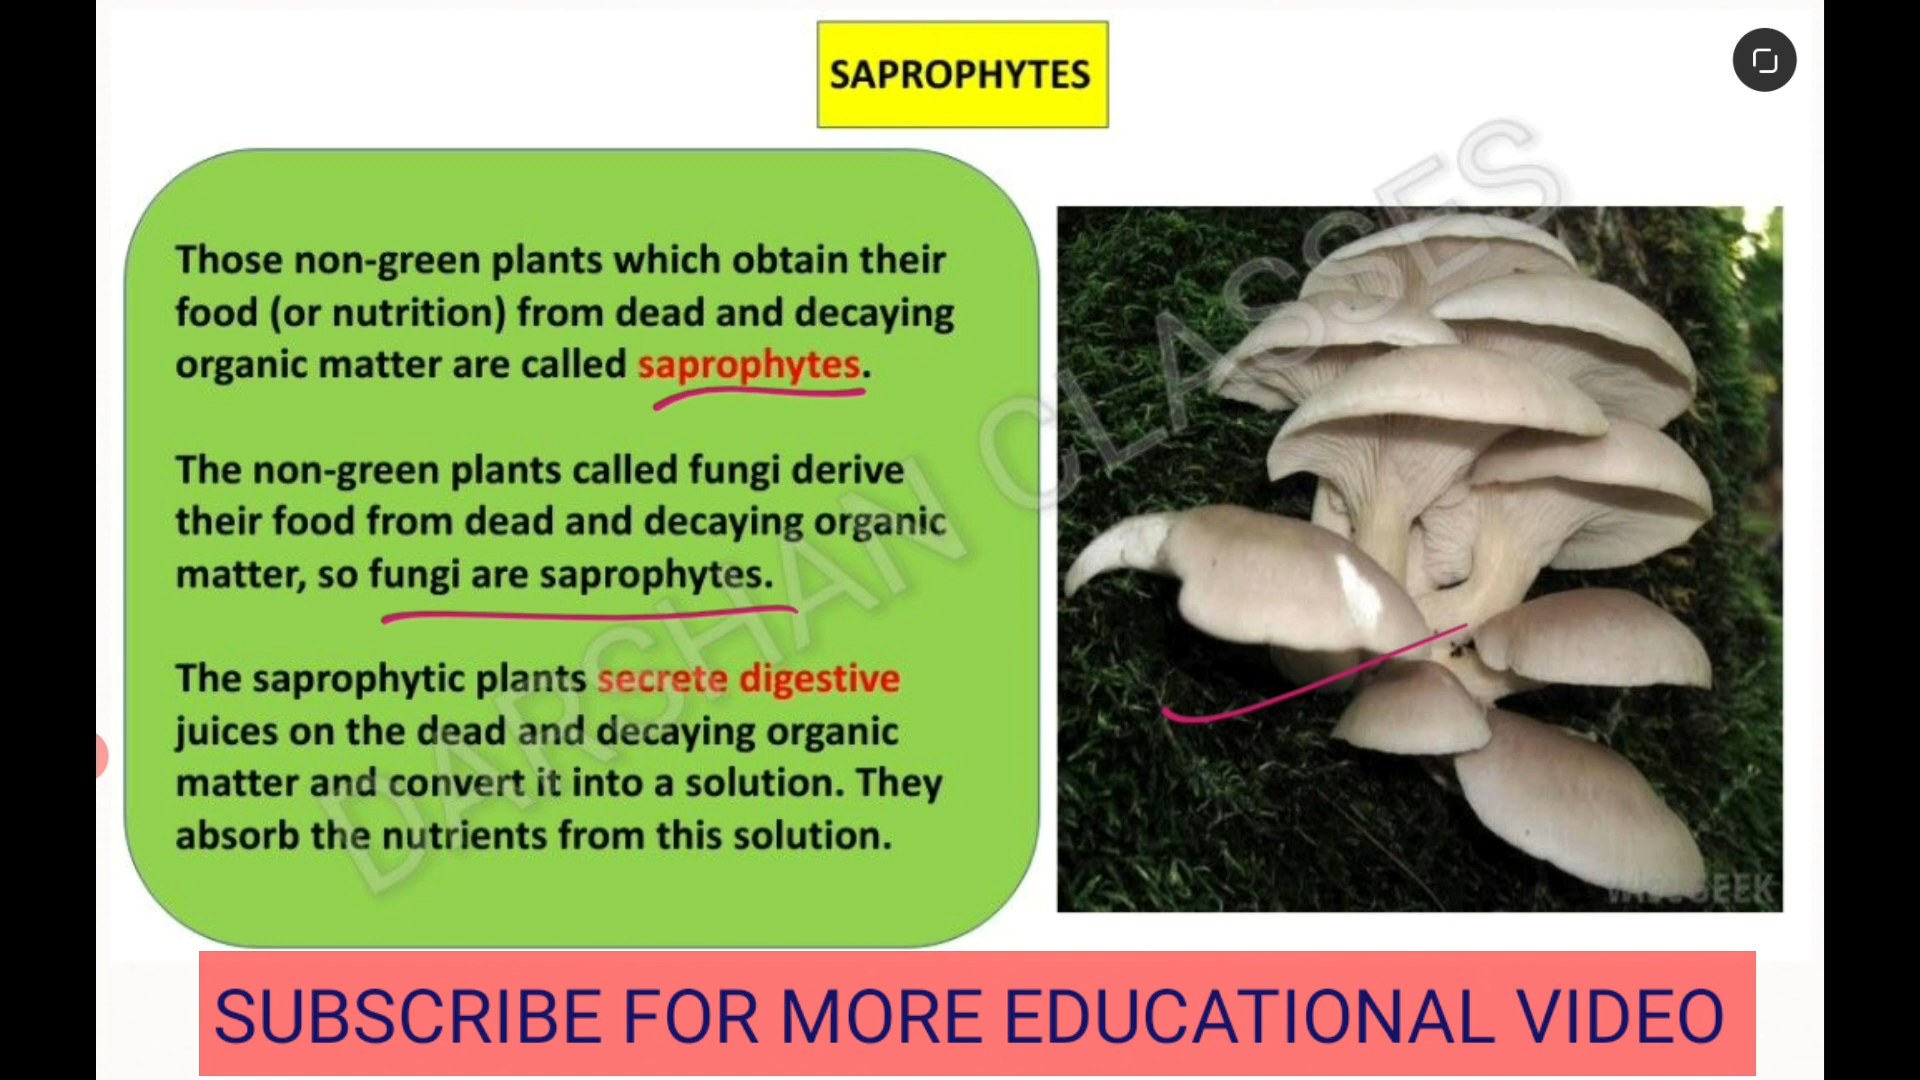 SAPROPHYTES
Those non-green plants which obtain their
food (or nutrition) from dead and decaying
organic matter are called saprophytes.
The non-green plants called fungi derive
their food from dead and decaying organic
matter, so fungi are saprophytes.
The saprophytic plants secrete digestive
juices on the dead and decaying organic
matter and convert it into a solution. They
absorb the nutrients from this solution.
DARSHAN CLASSES
SUBSCRIBE FOR MORE EDUCATIONAL VIDEO